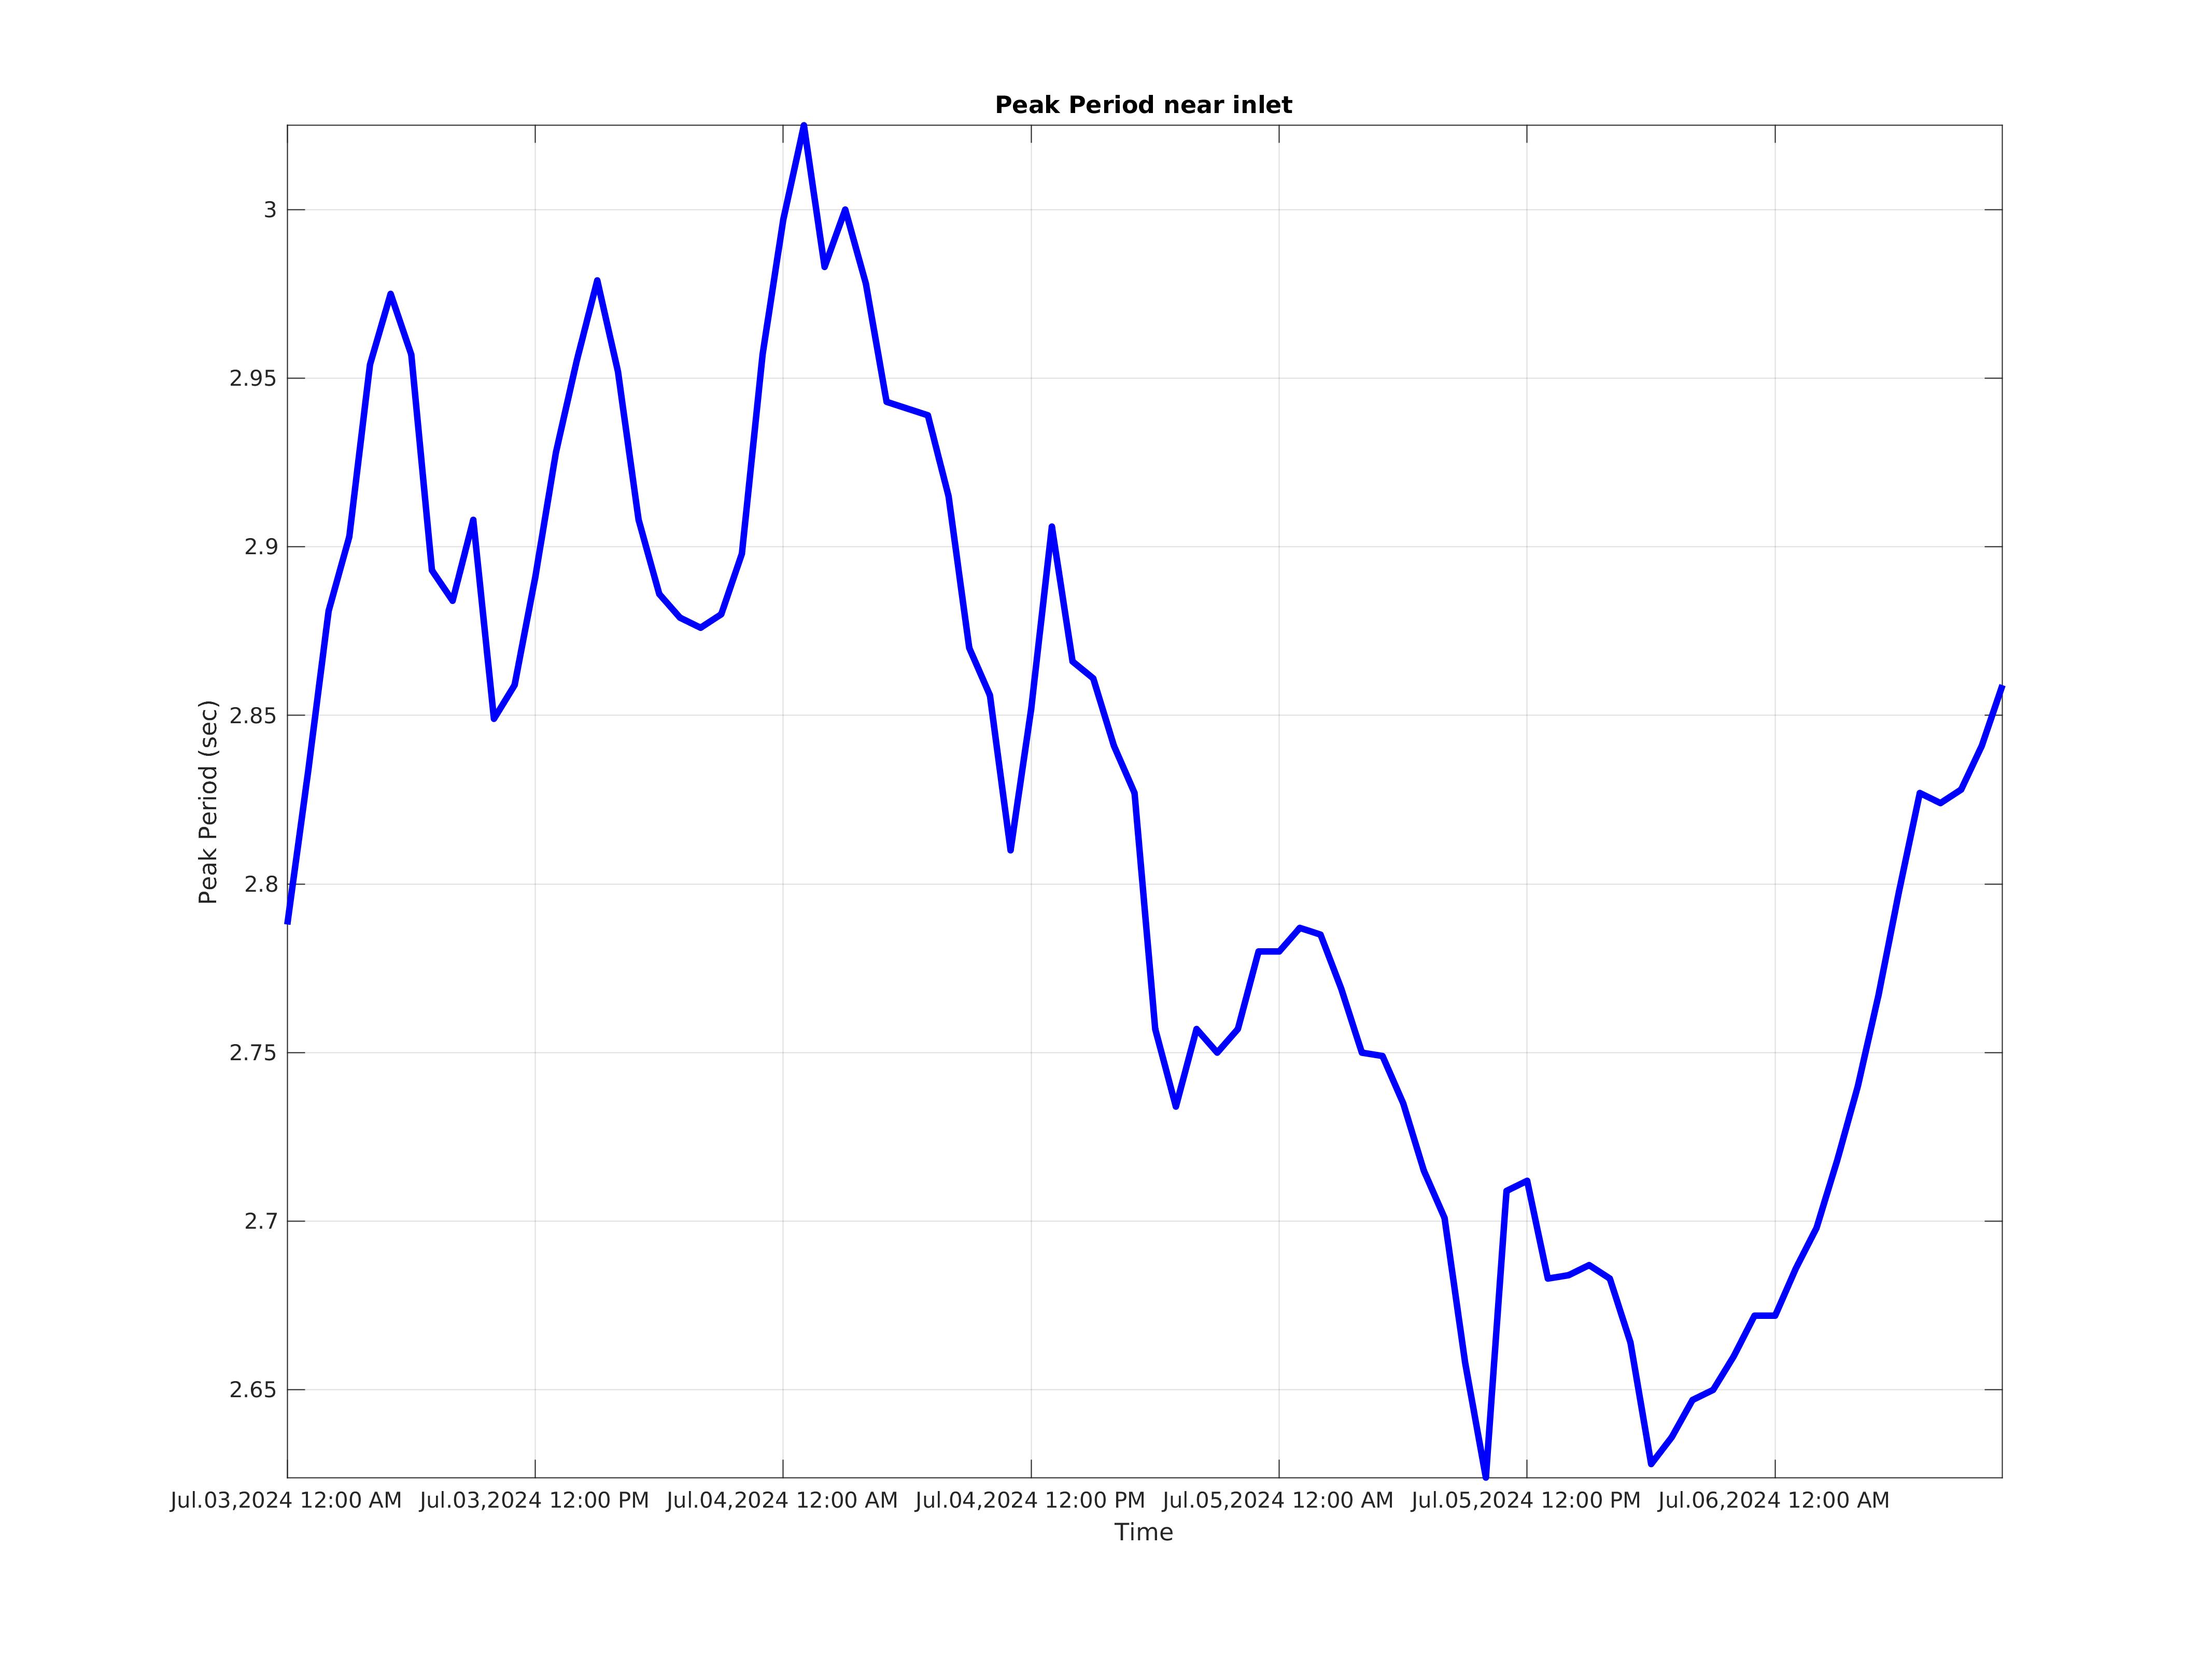 Peak Period near inlet
3
2.95
2.9
2.85
2.8
2.75
2.7
2.65
Peak Period (sec)
Jul.03,2024 12:00 AM Jul.03,2024 12:00 PM Jul.04,2024 12:00 AM Jul.04,2024 12:00 PM Jul.05,2024 12:00 AM Jul.05,2024 12:00 PM Jul.06,2024 12:00 AM
Time